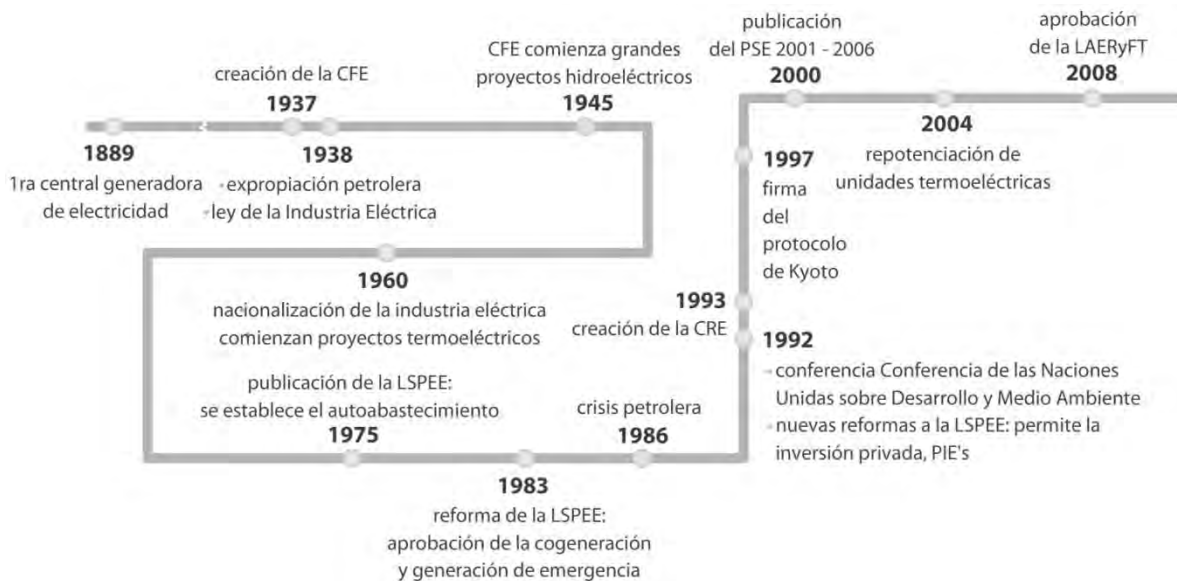 1889
1ra central generadora
de electricidad
creación de la CFE
1937
1938
expropiación petrolera
ley de la Industria Eléctrica
CFE comienza grandes
proyectos hidroeléctricos
1945
1960
nacionalización de la industria eléctrica
comienzan proyectos termoeléctricos
publicación de la LSPEE:
se establece el autoabastecimiento
1975
1983
reforma de la LSPEE:
aprobación de la cogeneración
y generación de emergencia
crisis petrolera
1986
1992
conferencia Conferencia de las Naciones
Unidas sobre Desarrollo y Medio Ambiente
nuevas reformas a la LSPEE: permite la
inversión privada, PIE's
1993
creación de la CRE
1997
firma
del
protocolo
de Kyoto
publicación
del PSE 2001 - 2006
2000
2004
repotenciación de
unidades termoeléctricas
aprobación
de la LAERyFT
2008